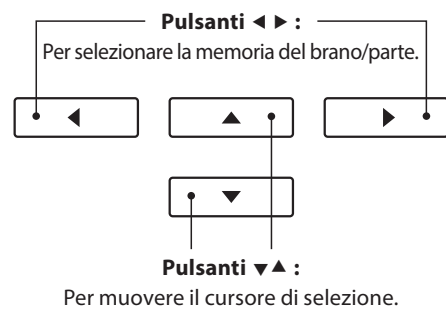 Pulsanti ◀ ▶ :
Per selezionare la memoria del brano/parte.
Pulsanti ▼▲ :
Per muovere il cursore di selezione.